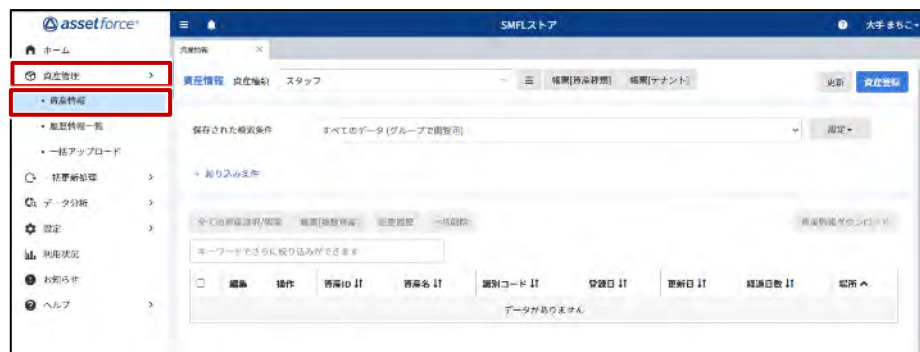 assetforce
SMFLストア
大手 まちこ
ホーム
資産管理
資産情報
履歴情報一覧
一括アップロード
一括更新処理
データ分析
設定
利用状況
お知らせ
ヘルプ
資産情報
資産情報 資産種類 スタッフ
帳票[資産種類] 帳票[テナント]
更新 資産登録
保存された検索条件 すべてのデータ (グループで閲覧可)
設定
+ 絞り込み条件
全ての資産選択/解除 帳票[複数資産] 一括削除
資産情報ダウンロード
キーワードでさらに絞り込みができます
編集 操作 資産ID 資産名 識別コード 登録日 更新日 経過日数 場所
データがありません